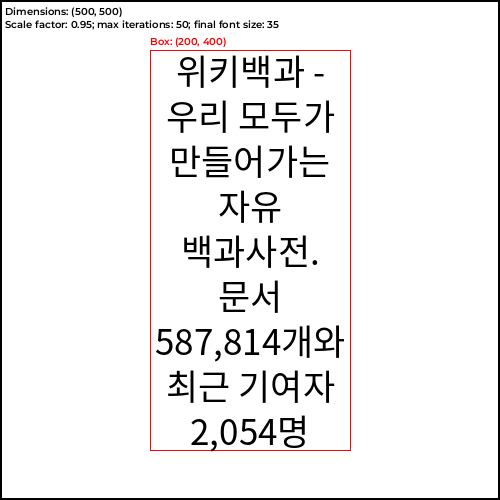 Dimensions: (500, 500)
Scale factor: 0.95; max iterations: 50; final font size: 35
Box: (200, 400)
위키백과 -
우리 모두가
만들어가는
자유
백과사전.
문서
587,814개와
최근 기여자
2,054명